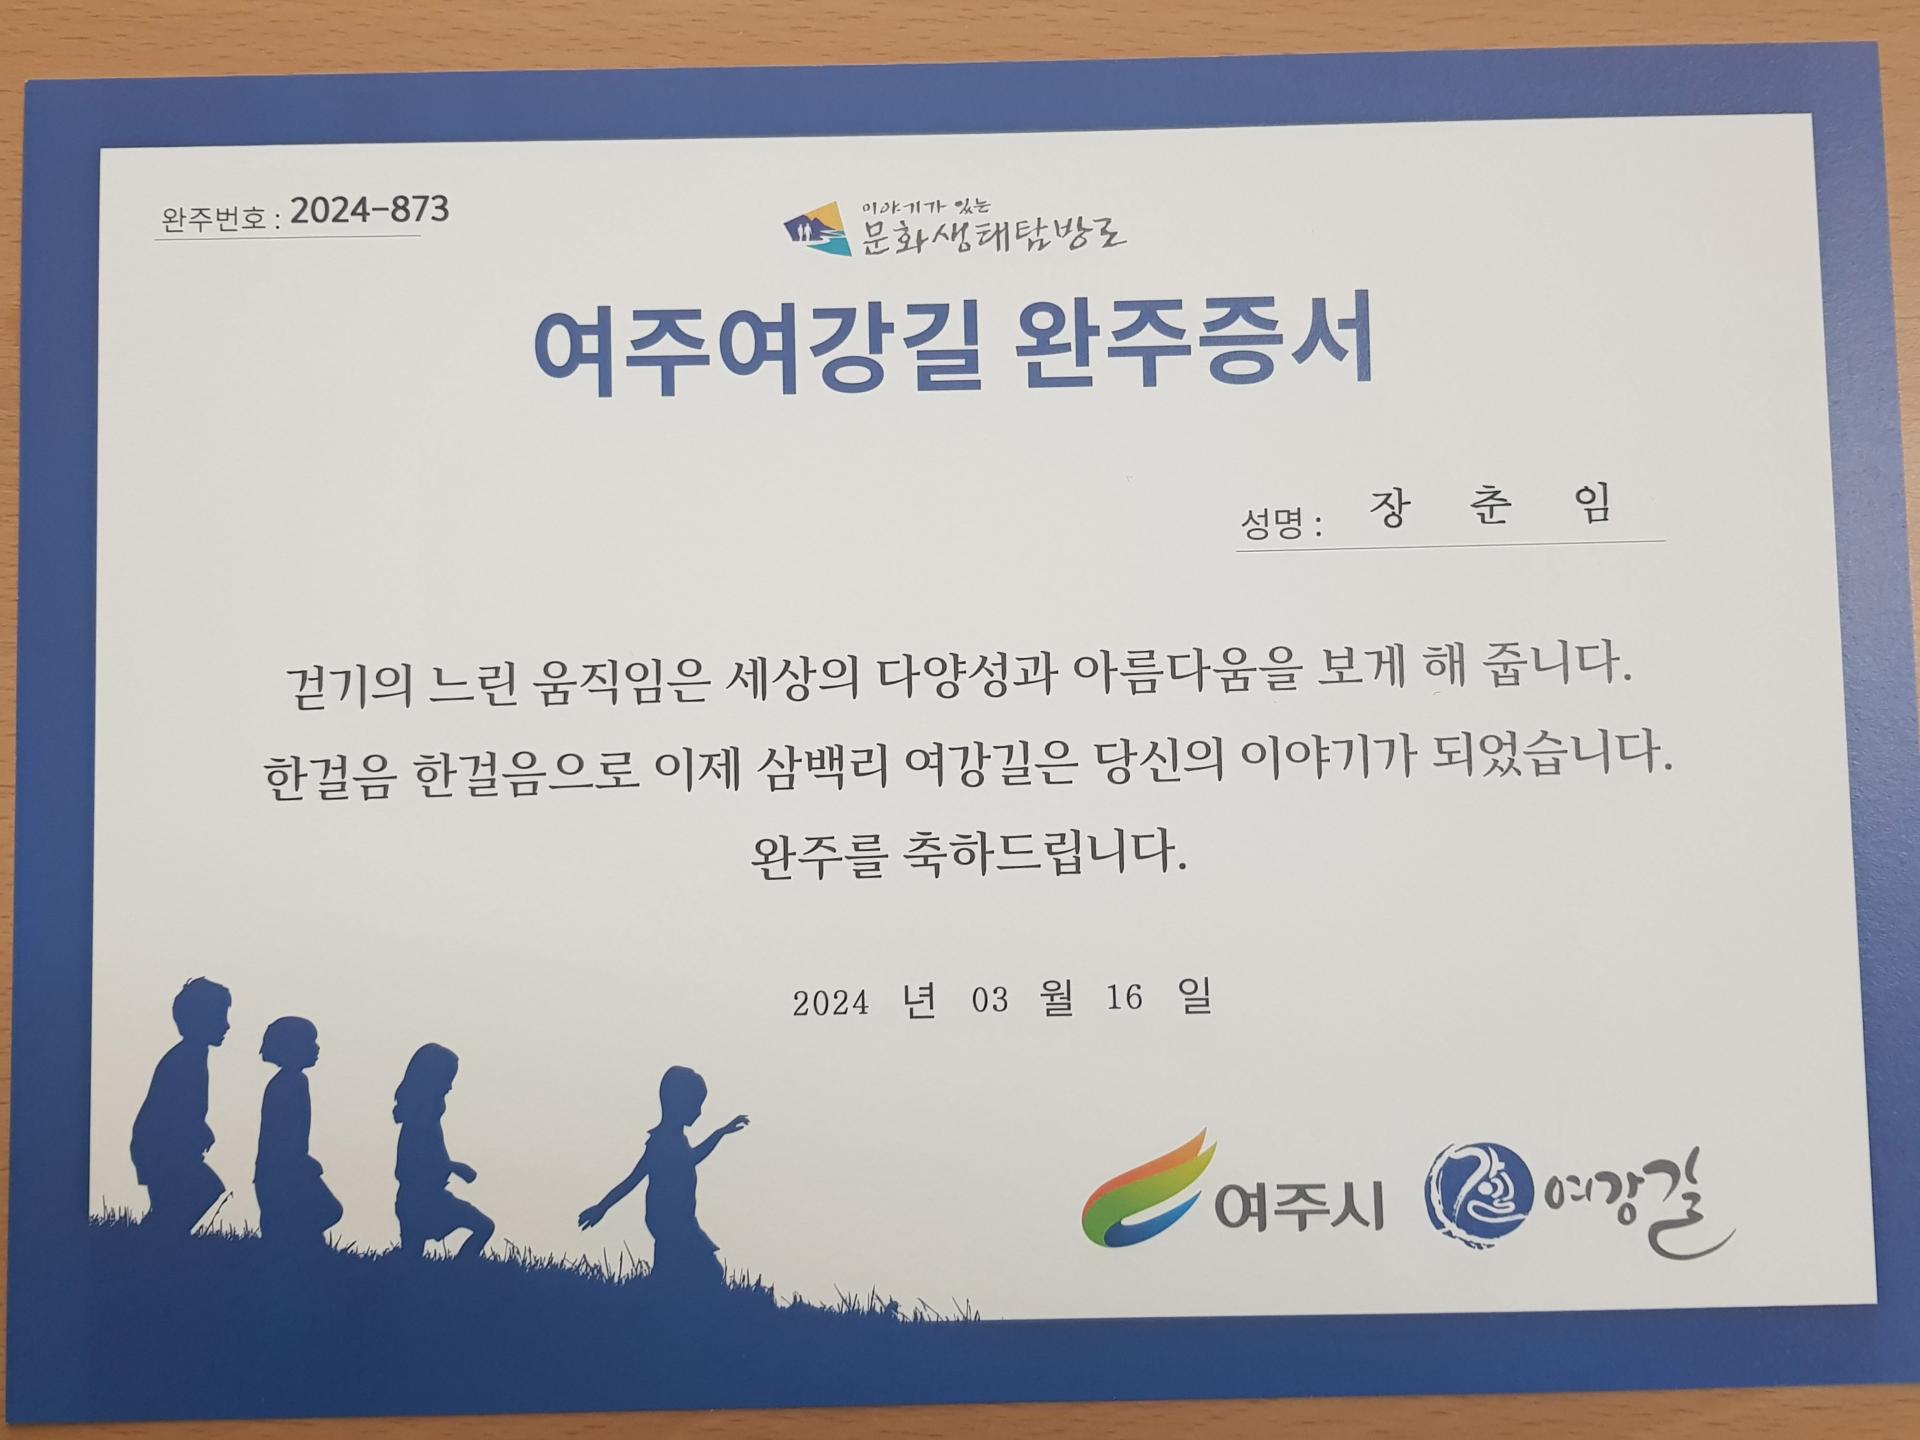 완주번호 : 2024-873
이야기가 있는
문화생태탐방로
여주여강길 완주증서
성명 : 장 춘 임
걷기의 느린 움직임은 세상의 다양성과 아름다움을 보게 해 줍니다.
한걸음 한걸음으로 이제 삼백리 여강길은 당신의 이야기가 되었습니다.
완주를 축하드립니다.
2024 년 03 월 16 일
여주시
여강길